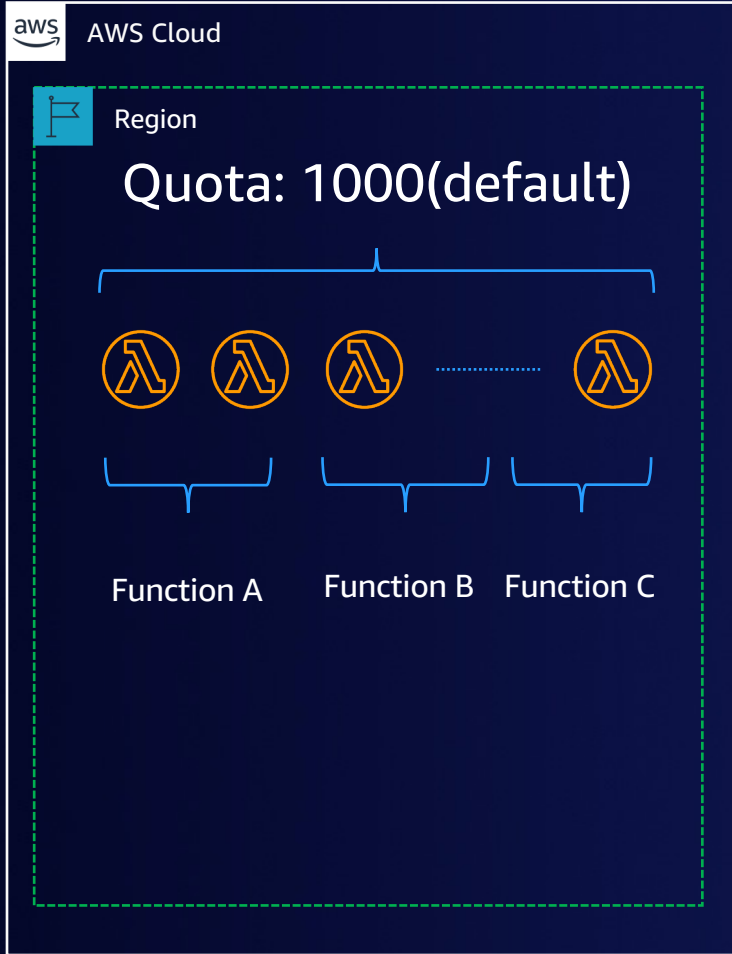 aws
AWS Cloud
Region
Quota: 1000(default)
Function A
Function B
Function C